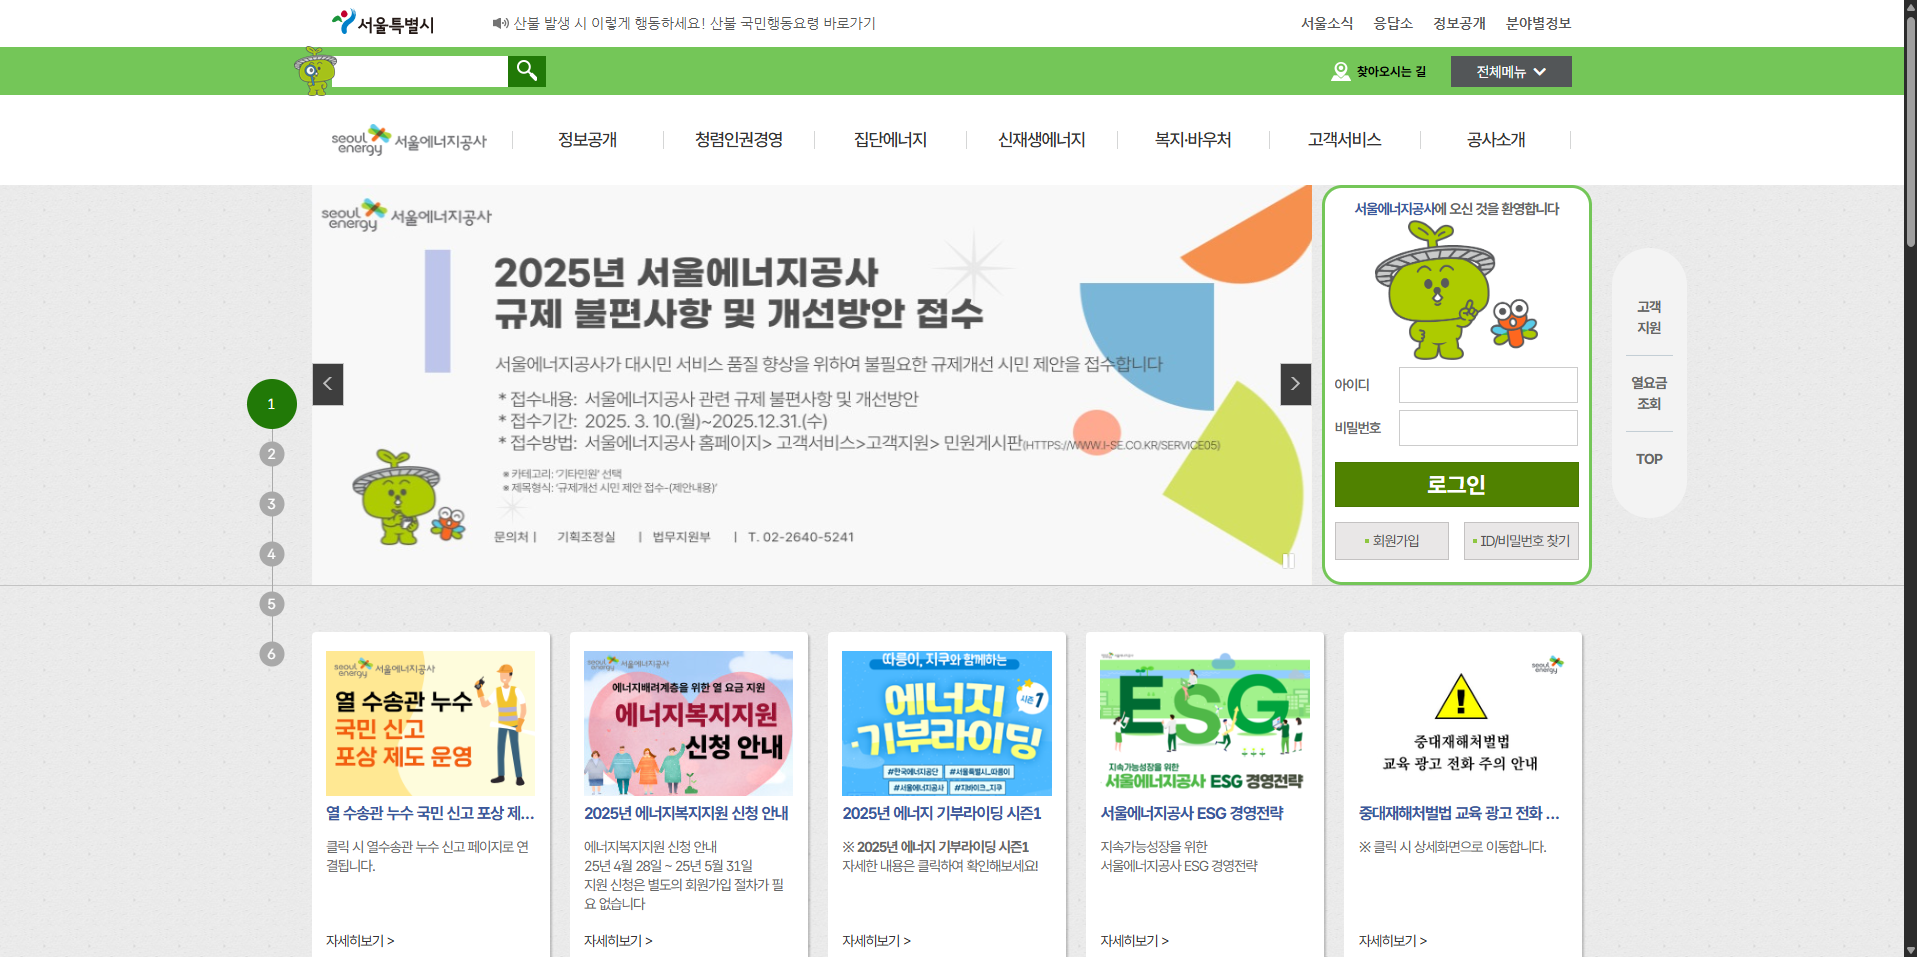 서울특별시
산불 발생 시 이렇게 행동하세요! 산불 국민행동요령 바로가기
서울소식 응답소 정보공개 분야별정보
찾아오시는 길
전체메뉴
seoul energy 서울에너지공사
정보공개 청렴인권경영 집단에너지 신재생에너지 복지·바우처 고객서비스 공사소개
seoul energy 서울에너지공사
2025년 서울에너지공사
규제 불편사항 및 개선방안 접수
서울에너지공사가 대시민 서비스 품질 향상을 위하여 불필요한 규제개선 시민 제안을 접수합니다
* 접수내용: 서울에너지공사 관련 규제 불편사항 및 개선방안
* 접수기간: 2025. 3. 10.(월)~2025.12.31.(수)
* 접수방법: 서울에너지공사 홈페이지> 고객서비스>고객지원> 민원게시판(HTTPS://WWW.I-SE.CO.KR/SERVICE05)
※ 카테고리: '기타민원' 선택
※ 제목형식: '규제개선 시민 제안 접수-(제안내용)'
문의처 | 기획조정실 | 법무지원부 | T. 02-2640-5241
서울에너지공사에 오신 것을 환영합니다
아이디
비밀번호
로그인
회원가입
ID/비밀번호 찾기
고객
지원
열요금
조회
TOP
1
2
3
4
5
6
seoul energy 서울에너지공사
열 수송관 누수
국민 신고
포상 제도 운영
열 수송관 누수 국민 신고 포상 제...
클릭 시 열수송관 누수 신고 페이지로 연
결됩니다.
자세히보기 >
seoul energy 서울에너지공사
에너지배려계층을 위한 열 요금 지원
에너지복지지원
신청 안내
2025년 에너지복지지원 신청 안내
에너지복지지원 신청 안내
25년 4월 28일 ~ 25년 5월 31일
지원 신청은 별도의 회원가입 절차가 필
요 없습니다
자세히보기 >
따릉이, 지쿠와 함께하는
에너지
시즌1
기부라이딩
#한국에너지공단 #서울특별시_따릉이
#서울에너지공사 #지바이크_지쿠
2025년 에너지 기부라이딩 시즌1
※ 2025년 에너지 기부라이딩 시즌1
자세한 내용은 클릭하여 확인해보세요!
자세히보기 >
ESG
지속가능성장을 위한
서울에너지공사 ESG 경영전략
서울에너지공사 ESG 경영전략
지속가능성장을 위한
서울에너지공사 ESG 경영전략
자세히보기 >
seoul energy
중대재해처벌법
교육 광고 전화 주의 안내
중대재해처벌법 교육 광고 전화 ...
※ 클릭 시 상세화면으로 이동합니다.
자세히보기 >